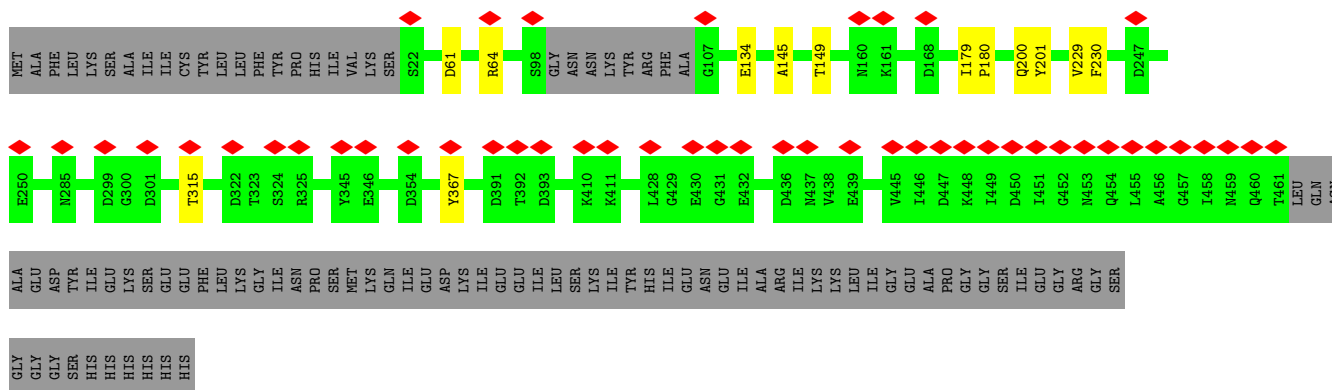 MET ALA PHE LEU LYS SER ALA ILE ILE CYS TYR LEU LEU PHE TYR PRO HIS ILE VAL LYS SER S22 D61 R64 S98 GLY ASN ASN LYS TYR ARG PHE ALA G107 E134 A145 T149 N160 K161 D168 I179 P180 Q200 Y201 V229 F230 D247
E250 N285 D299 G300 D301 T315 D322 T323 S324 R325 Y345 E346 D354 Y367 D391 T392 D393 K410 K411 L428 G429 E430 G431 E432 D436 N437 V438 E439 V445 I446 D447 K448 I449 D450 I451 G452 N453 Q454 L455 A456 G457 I458 N459 Q460 T461 LEU GLN ASN
ALA GLU ASP TYR ILE GLU LYS SER GLU GLU PHE LEU LYS GLY ILE ASN PRO SER MET LYS GLN ILE GLU ASP LYS ILE GLU GLU ILE LEU SER LYS ILE TYR HIS ILE GLU ASN GLU ILE ALA ARG ILE LYS LYS LEU ILE GLY GLU ALA PRO GLY GLY SER ILE GLU GLY ARG GLY SER
GLY GLY GLY SER HIS HIS HIS HIS HIS HIS